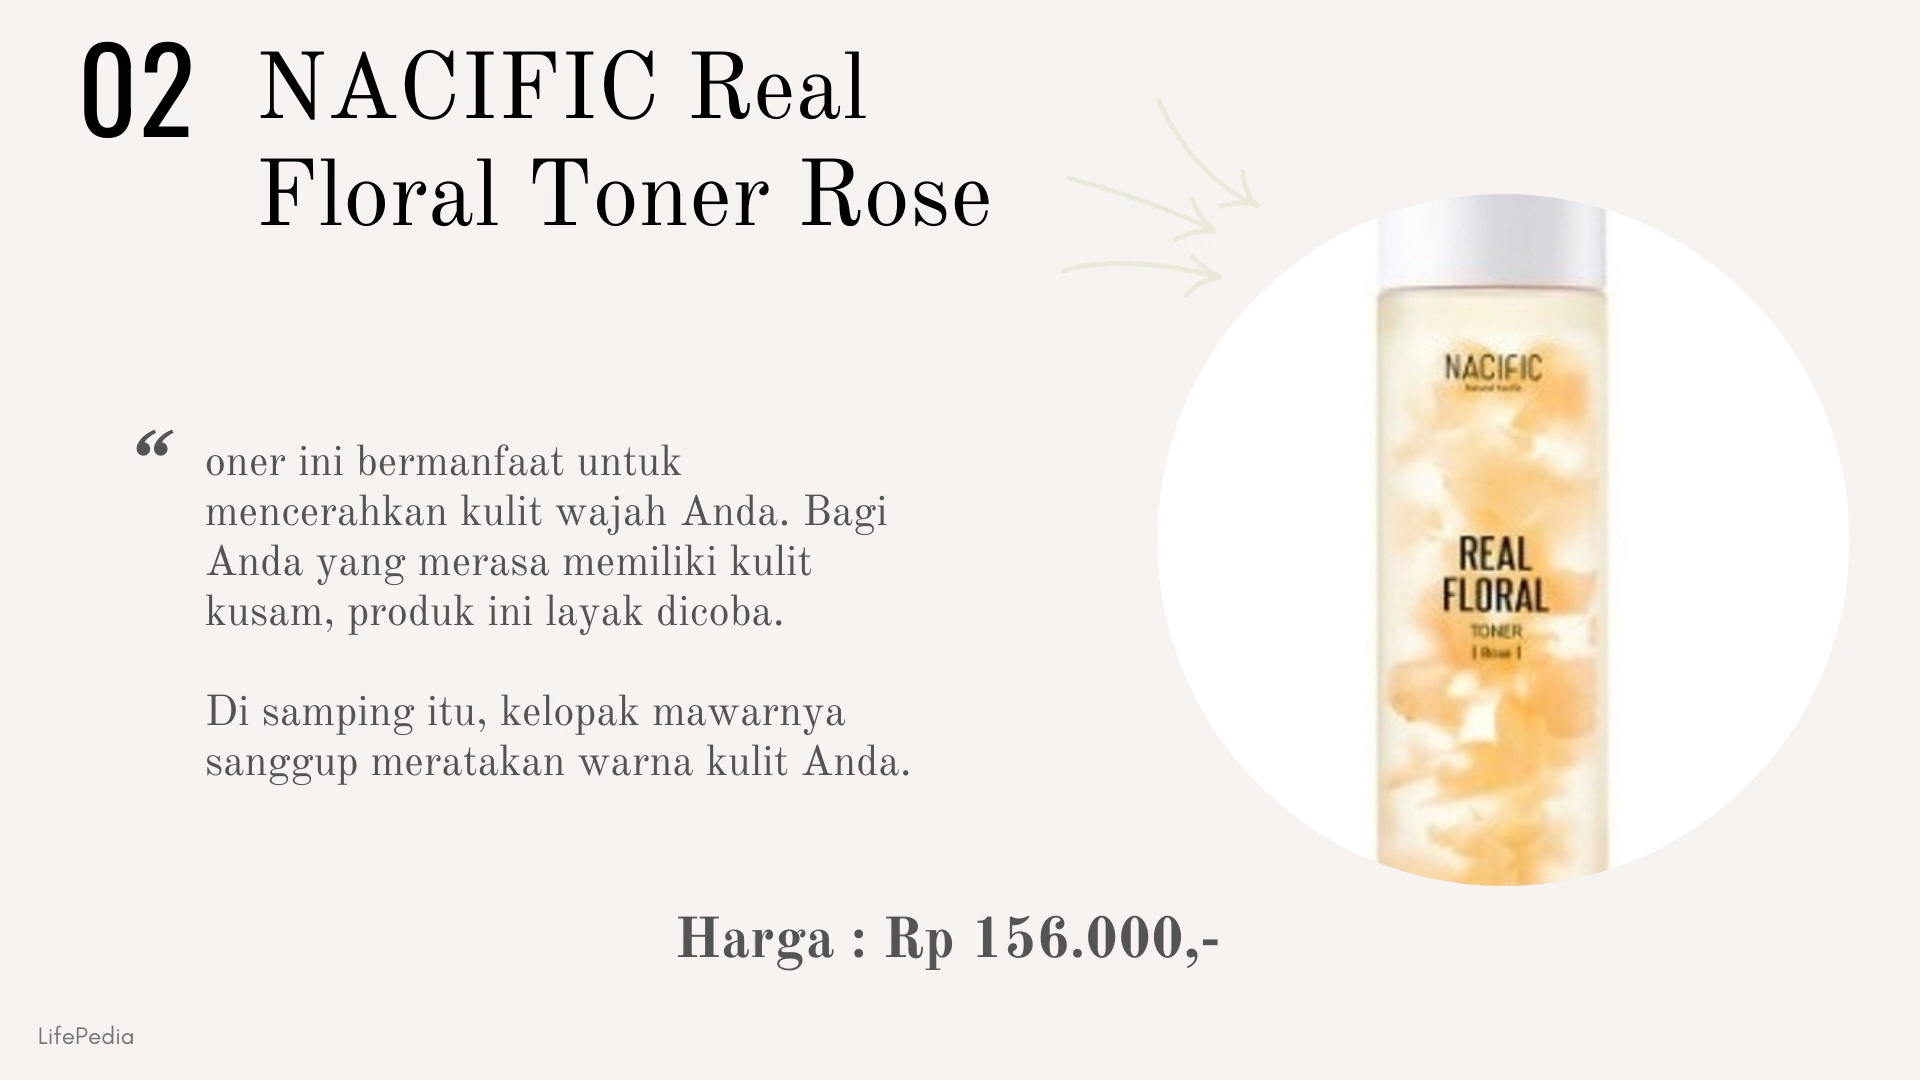 02
NACIFIC Real
Floral Toner Rose
“
oner ini bermanfaat untuk
mencerahkan kulit wajah Anda. Bagi
Anda yang merasa memiliki kulit
kusam, produk ini layak dicoba.
Di samping itu, kelopak mawarnya
sanggup meratakan warna kulit Anda.
NACIFIC
REAL
FLORAL
TONER
[ Rose ]
Harga : Rp 156.000,-
LifePedia